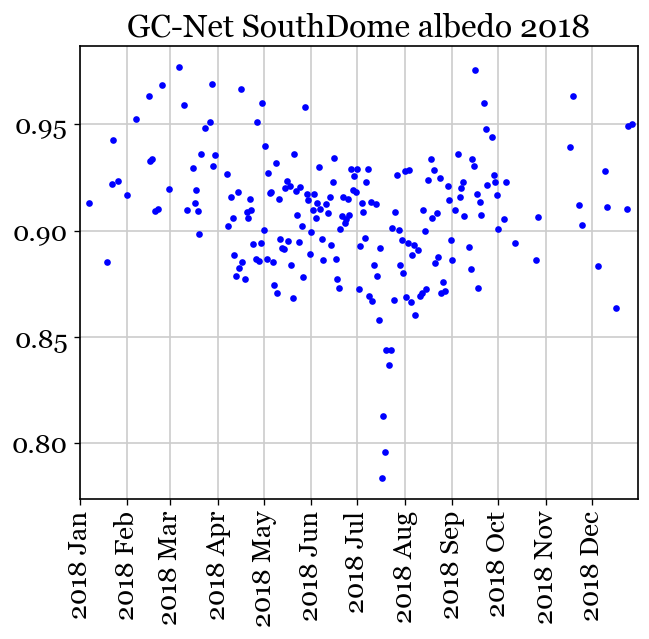 GC-Net SouthDome albedo 2018
0.95
0.90
0.85
0.80
2018 Jan
2018 Feb
2018 Mar
2018 Apr
2018 May
2018 Jun
2018 Jul
2018 Aug
2018 Sep
2018 Oct
2018 Nov
2018 Dec